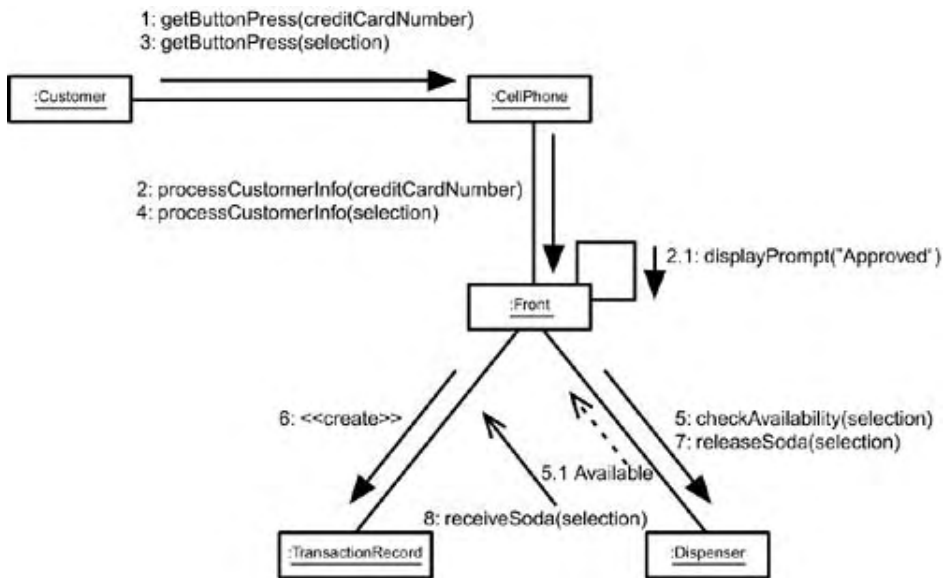 1: getButtonPress(creditCardNumber)
3: getButtonPress(selection)
:Customer
:CellPhone
2: processCustomerInfo(creditCardNumber)
4: processCustomerInfo(selection)
2.1: displayPrompt("Approved")
:Front
6: <<create>>
5: checkAvailability(selection)
7: releaseSoda(selection)
5.1 Available
8: receiveSoda(selection)
:TransactionRecord
:Dispenser